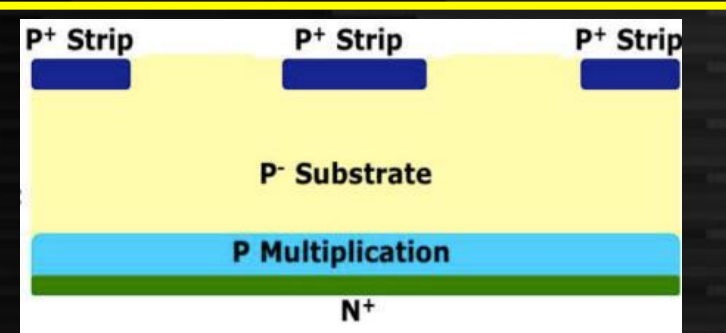 P⁺ Strip P⁺ Strip P⁺ Strip
P⁻ Substrate
P Multiplication
N⁺